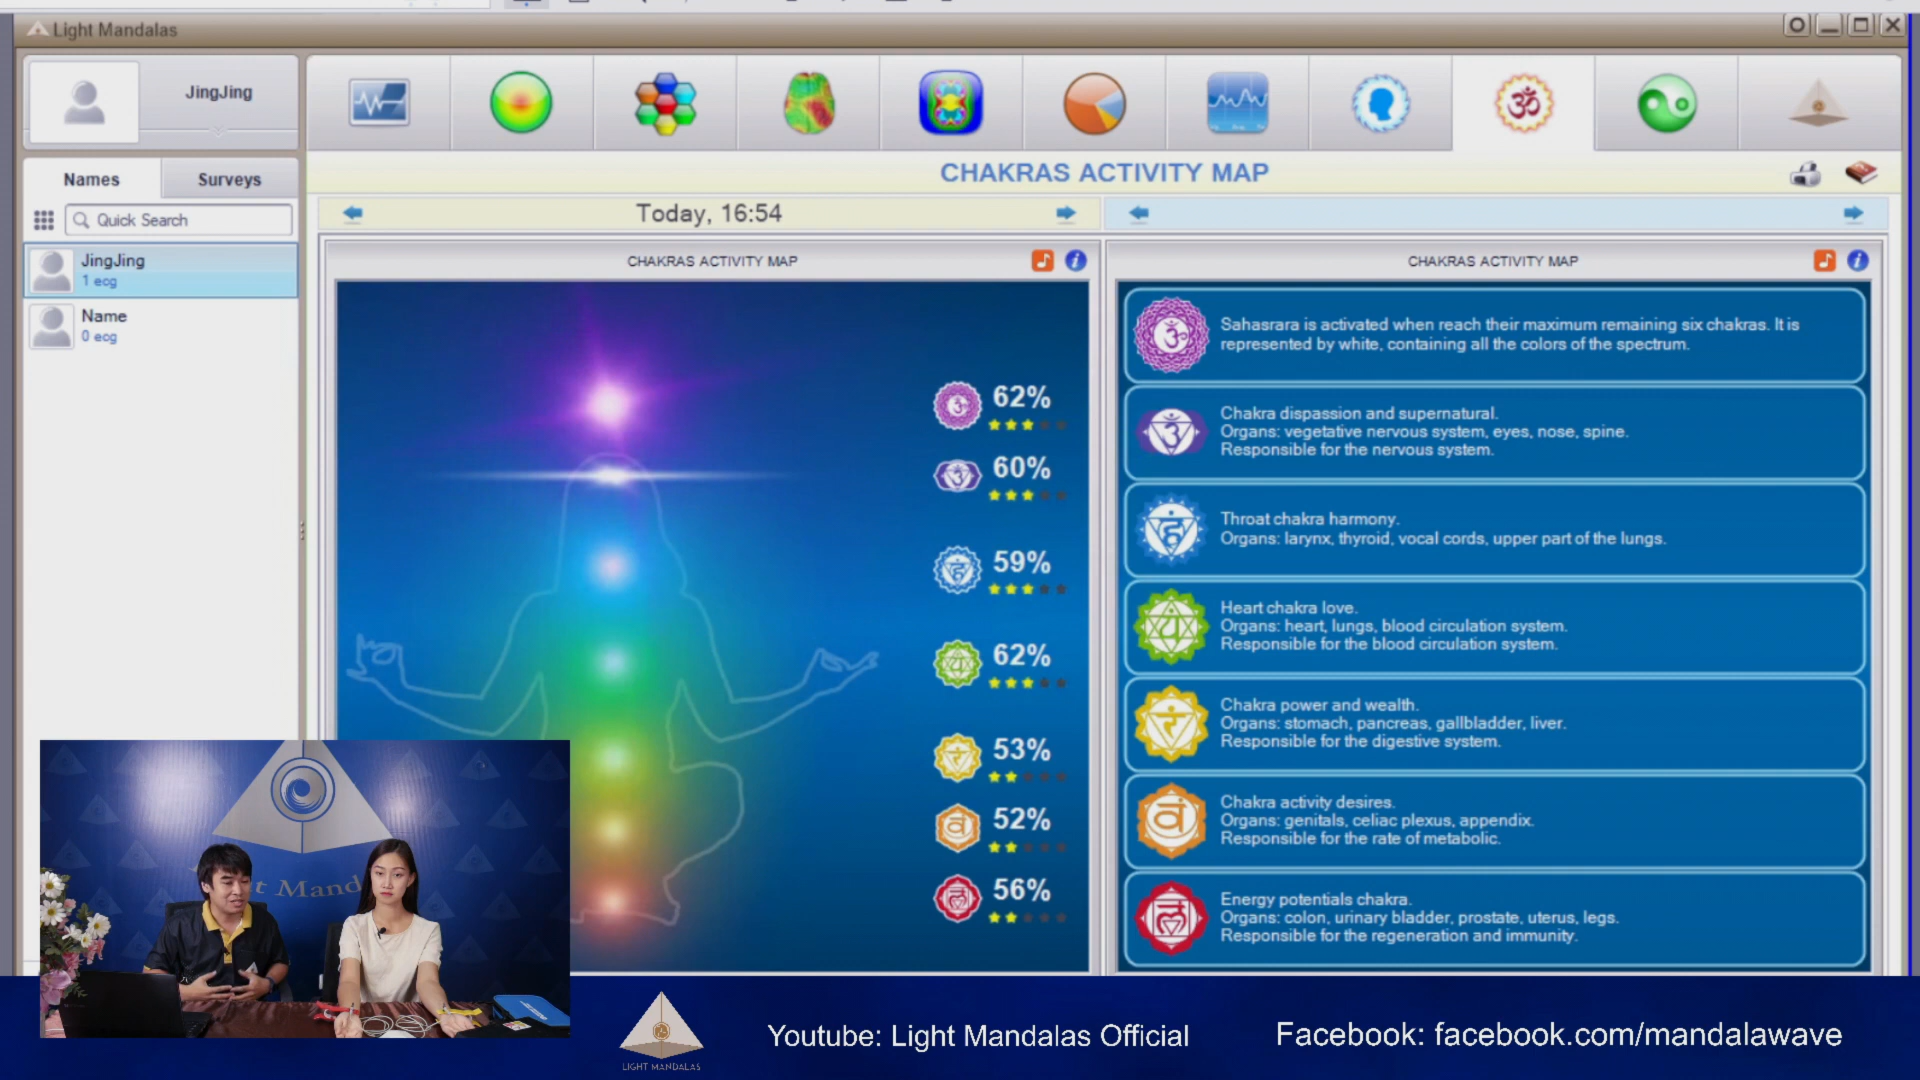 Light Mandalas
JingJing
Names
Surveys
Quick Search
JingJing
1 ecg
Name
0 ecg
CHAKRAS ACTIVITY MAP
Today, 16:54
CHAKRAS ACTIVITY MAP
62%
60%
59%
62%
53%
52%
56%
CHAKRAS ACTIVITY MAP
Sahasrara is activated when reach their maximum remaining six chakras. It is
represented by white, containing all the colors of the spectrum.
Chakra dispassion and supernatural.
Organs: vegetative nervous system, eyes, nose, spine.
Responsible for the nervous system.
Throat chakra harmony.
Organs: larynx, thyroid, vocal cords, upper part of the lungs.
Heart chakra love.
Organs: heart, lungs, blood circulation system.
Responsible for the blood circulation system.
Chakra power and wealth.
Organs: stomach, pancreas, gallbladder, liver.
Responsible for the digestive system.
Chakra activity desires.
Organs: genitals, celiac plexus, appendix.
Responsible for the rate of metabolic.
Energy potentials chakra.
Organs: colon, urinary bladder, prostate, uterus, legs.
Responsible for the regeneration and immunity.
LIGHT MANDALAS
Youtube: Light Mandalas Official
Facebook: facebook.com/mandalawave